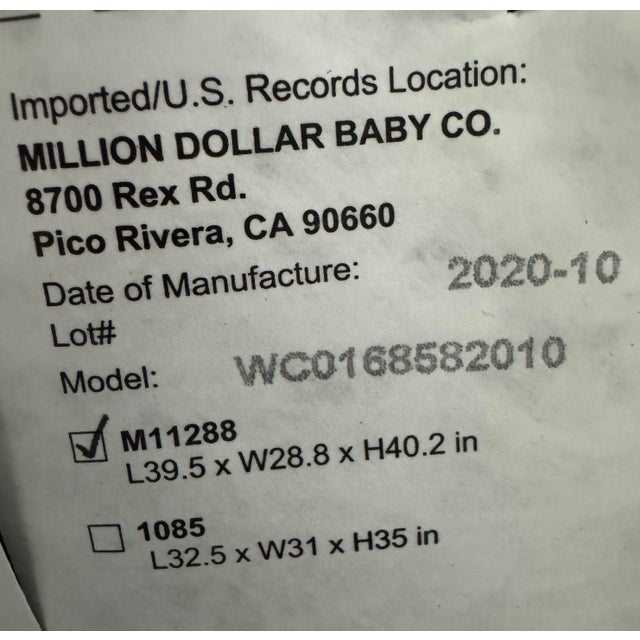 Imported/U.S. Records Location:
MILLION DOLLAR BABY CO.
8700 Rex Rd.
Pico Rivera, CA 90660
Date of Manufacture: 2020-10
Lot#
Model: WC0168582010
M11288
L39.5 x W28.8 x H40.2 in
1085
L32.5 x W31 x H35 in